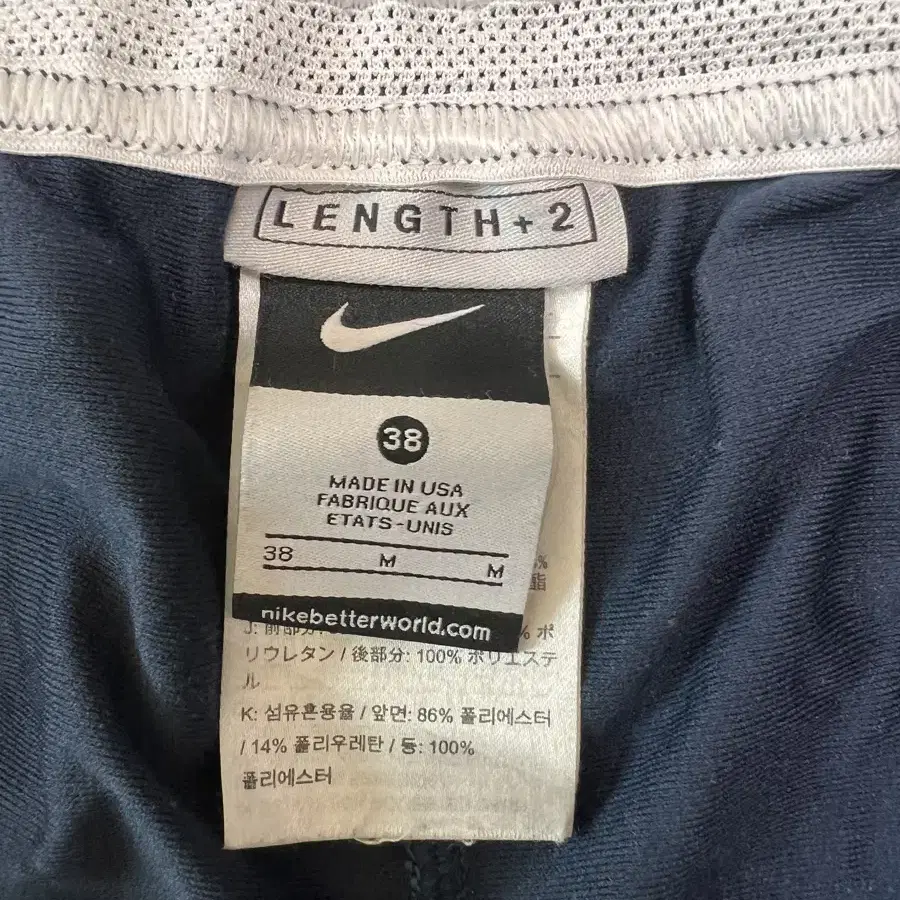 LENGTH+2
38
MADE IN USA
FABRIQUE AUX
ETATS-UNIS
38 M M
nikebetterworld.com
% ポ
リウレタン / 後部分: 100% ポリエステ
ル
K: 섬유혼용율 / 앞면: 86% 폴리에스터
/ 14% 폴리우레탄 / 등: 100%
폴리에스터